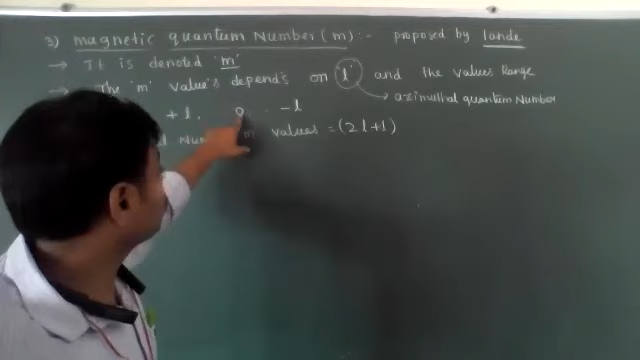 3) magnetic quantum Number (m) :- proposed by lande
→ It is denoted 'm'
→ The 'm' value's depend's on 'l' and the values Range
→ azimuthal quantum Number
+l, 0 . -l
values = (2l+1)